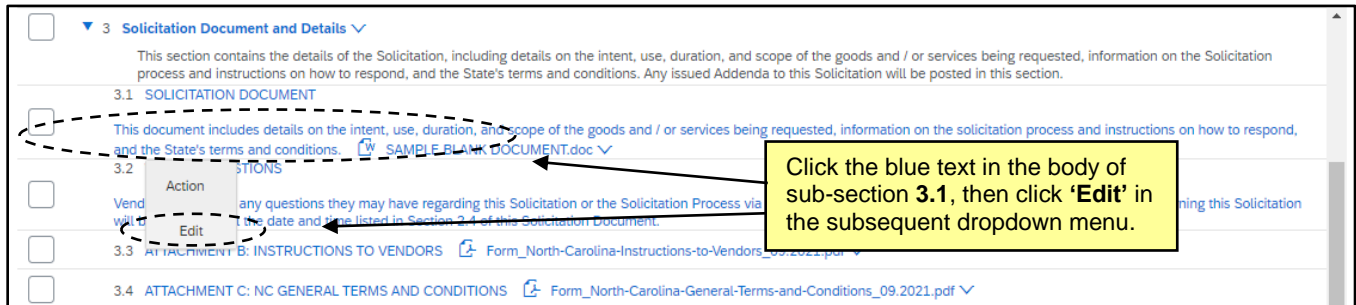 3 Solicitation Document and Details
This section contains the details of the Solicitation, including details on the intent, use, duration, and scope of the goods and / or services being requested, information on the Solicitation
process and instructions on how to respond, and the State's terms and conditions. Any issued Addenda to this Solicitation will be posted in this section.
3.1 SOLICITATION DOCUMENT
This document includes details on the intent, use, duration, and scope of the goods and / or services being requested, information on the solicitation process and instructions on how to respond,
and the State's terms and conditions. SAMPLE BLANK DOCUMENT.doc
3.2 STIONS
Action
Vend any questions they may have regarding this Solicitation or the Solicitation Process via ning this Solicitation
will b the date and time listed in Section 2.4 of this Solicitation Document.
Edit
Click the blue text in the body of
sub-section 3.1, then click ‘Edit’ in
the subsequent dropdown menu.
3.3 ATTACHMENT B: INSTRUCTIONS TO VENDORS Form_North-Carolina-Instructions-to-Vendors_09.2021.pdf
3.4 ATTACHMENT C: NC GENERAL TERMS AND CONDITIONS Form_North-Carolina-General-Terms-and-Conditions_09.2021.pdf